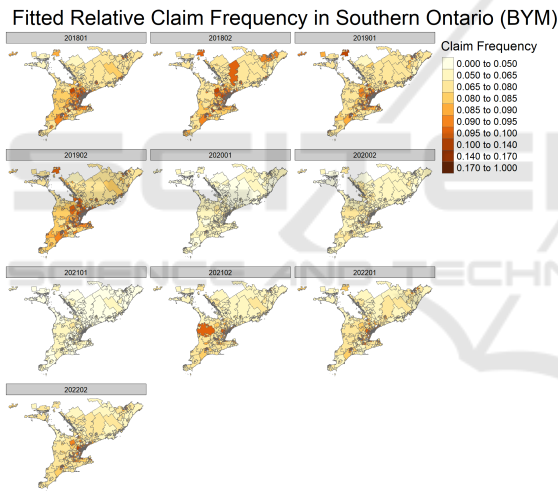 Fitted Relative Claim Frequency in Southern Ontario (BYM)
201801
201802
201901
Claim Frequency
0.000 to 0.050
0.050 to 0.065
0.065 to 0.080
0.080 to 0.085
0.085 to 0.090
0.090 to 0.095
0.095 to 0.100
0.100 to 0.140
0.140 to 0.170
0.170 to 1.000
201902
202001
202002
202101
202102
202201
202202
SCIENCE AND TECHN